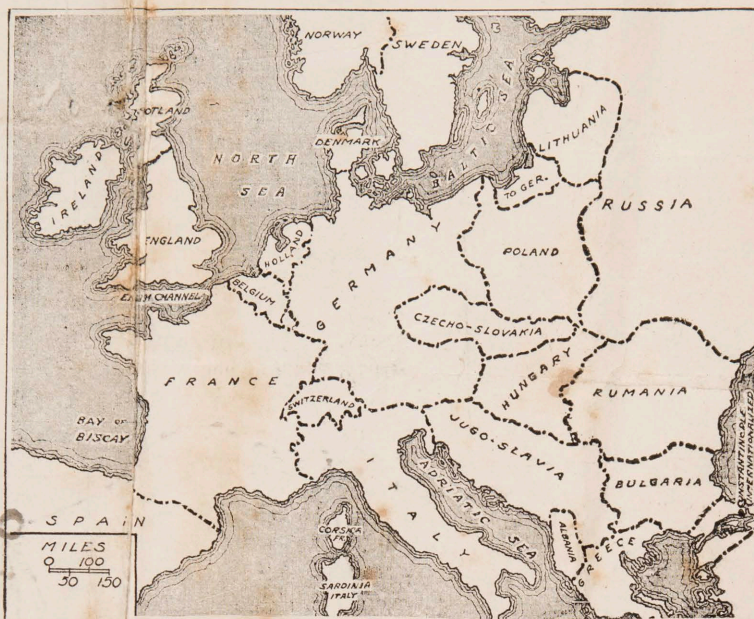 NORWAY
SWEDEN
SCOTLAND
NORTH
SEA
DENMARK
BALTIC SEA
LITHUANIA
IRELAND
TO GER.
RUSSIA
ENGLAND
HOLLAND
POLAND
GERMANY
BELGIUM
CHANNEL
CZECHO-SLOVAKIA
FRANCE
HUNGARY
SWITZERLAND
RUMANIA
BAY OF
BISCAY
JUGO-SLAVIA
ITALY
ADRIATIC SEA
BULGARIA
SPAIN
CORSICA
FR.
ALBANIA
GREECE
MILES
0 100
50 150
SARDINIA
ITALY